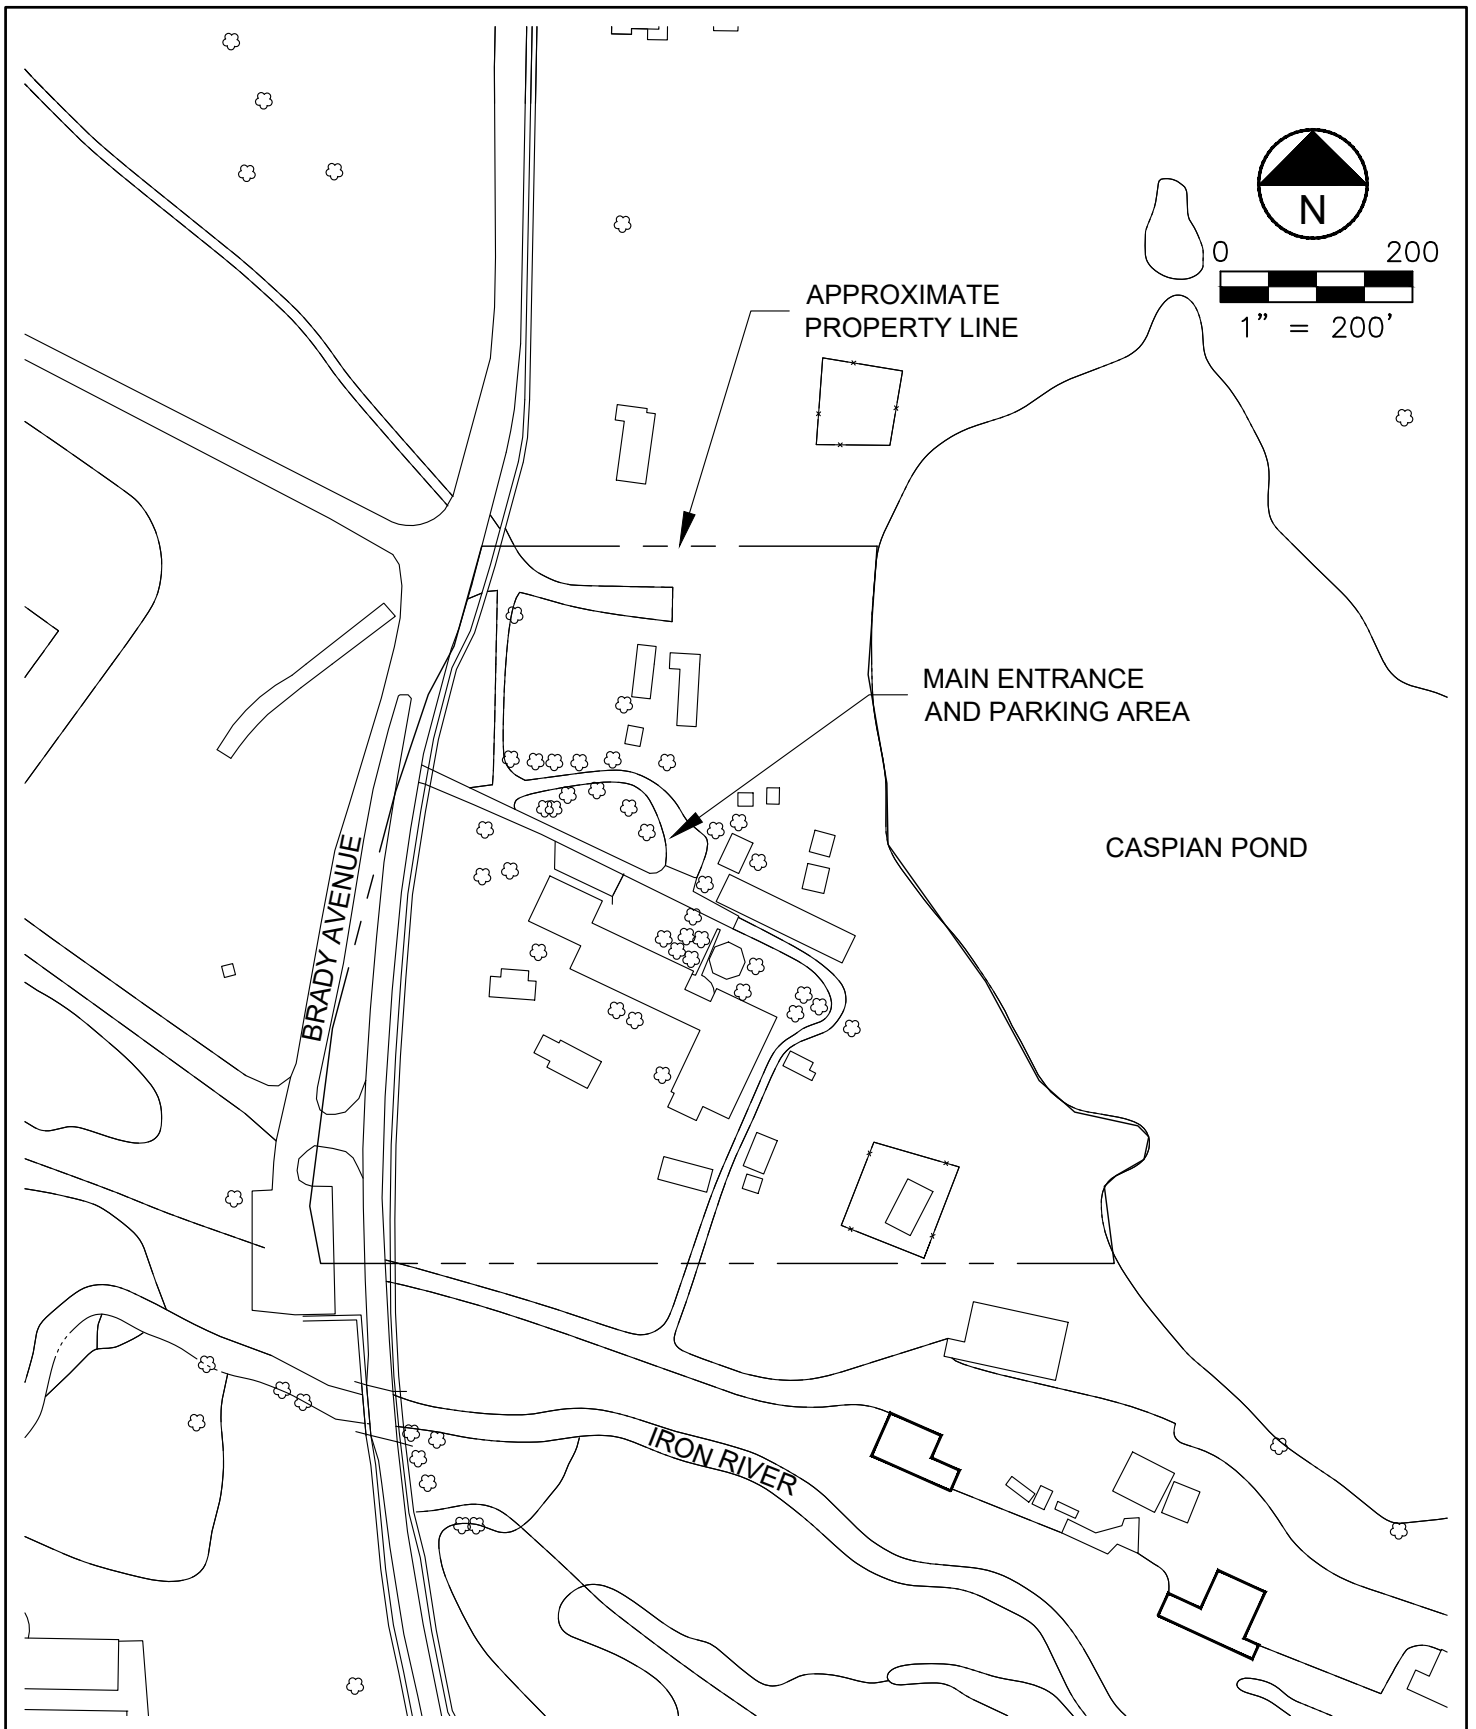 N
0 200
1" = 200'
APPROXIMATE
PROPERTY LINE
MAIN ENTRANCE
AND PARKING AREA
CASPIAN POND
BRADY AVENUE
IRON RIVER